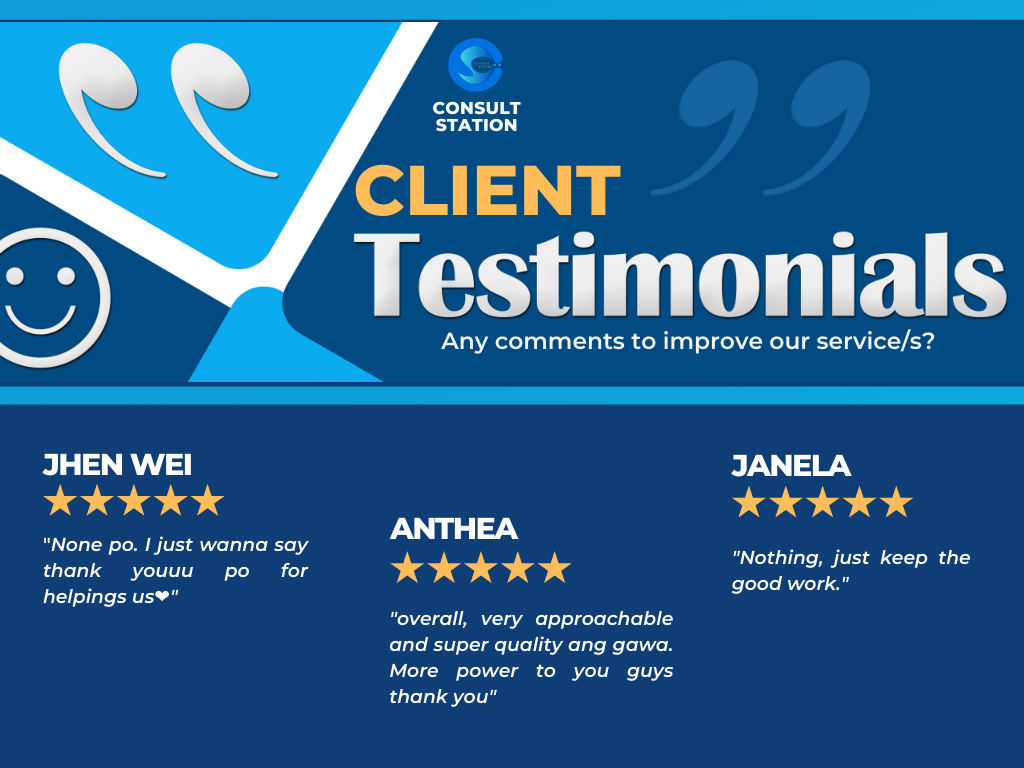 CONSULT
STATION
CLIENT
Testimonials
Any comments to improve our service/s?
JHEN WEI
"None po. I just wanna say
thank youuu po for
helpings us❤"
ANTHEA
"overall, very approachable
and super quality ang gawa.
More power to you guys
thank you"
JANELA
"Nothing, just keep the
good work."